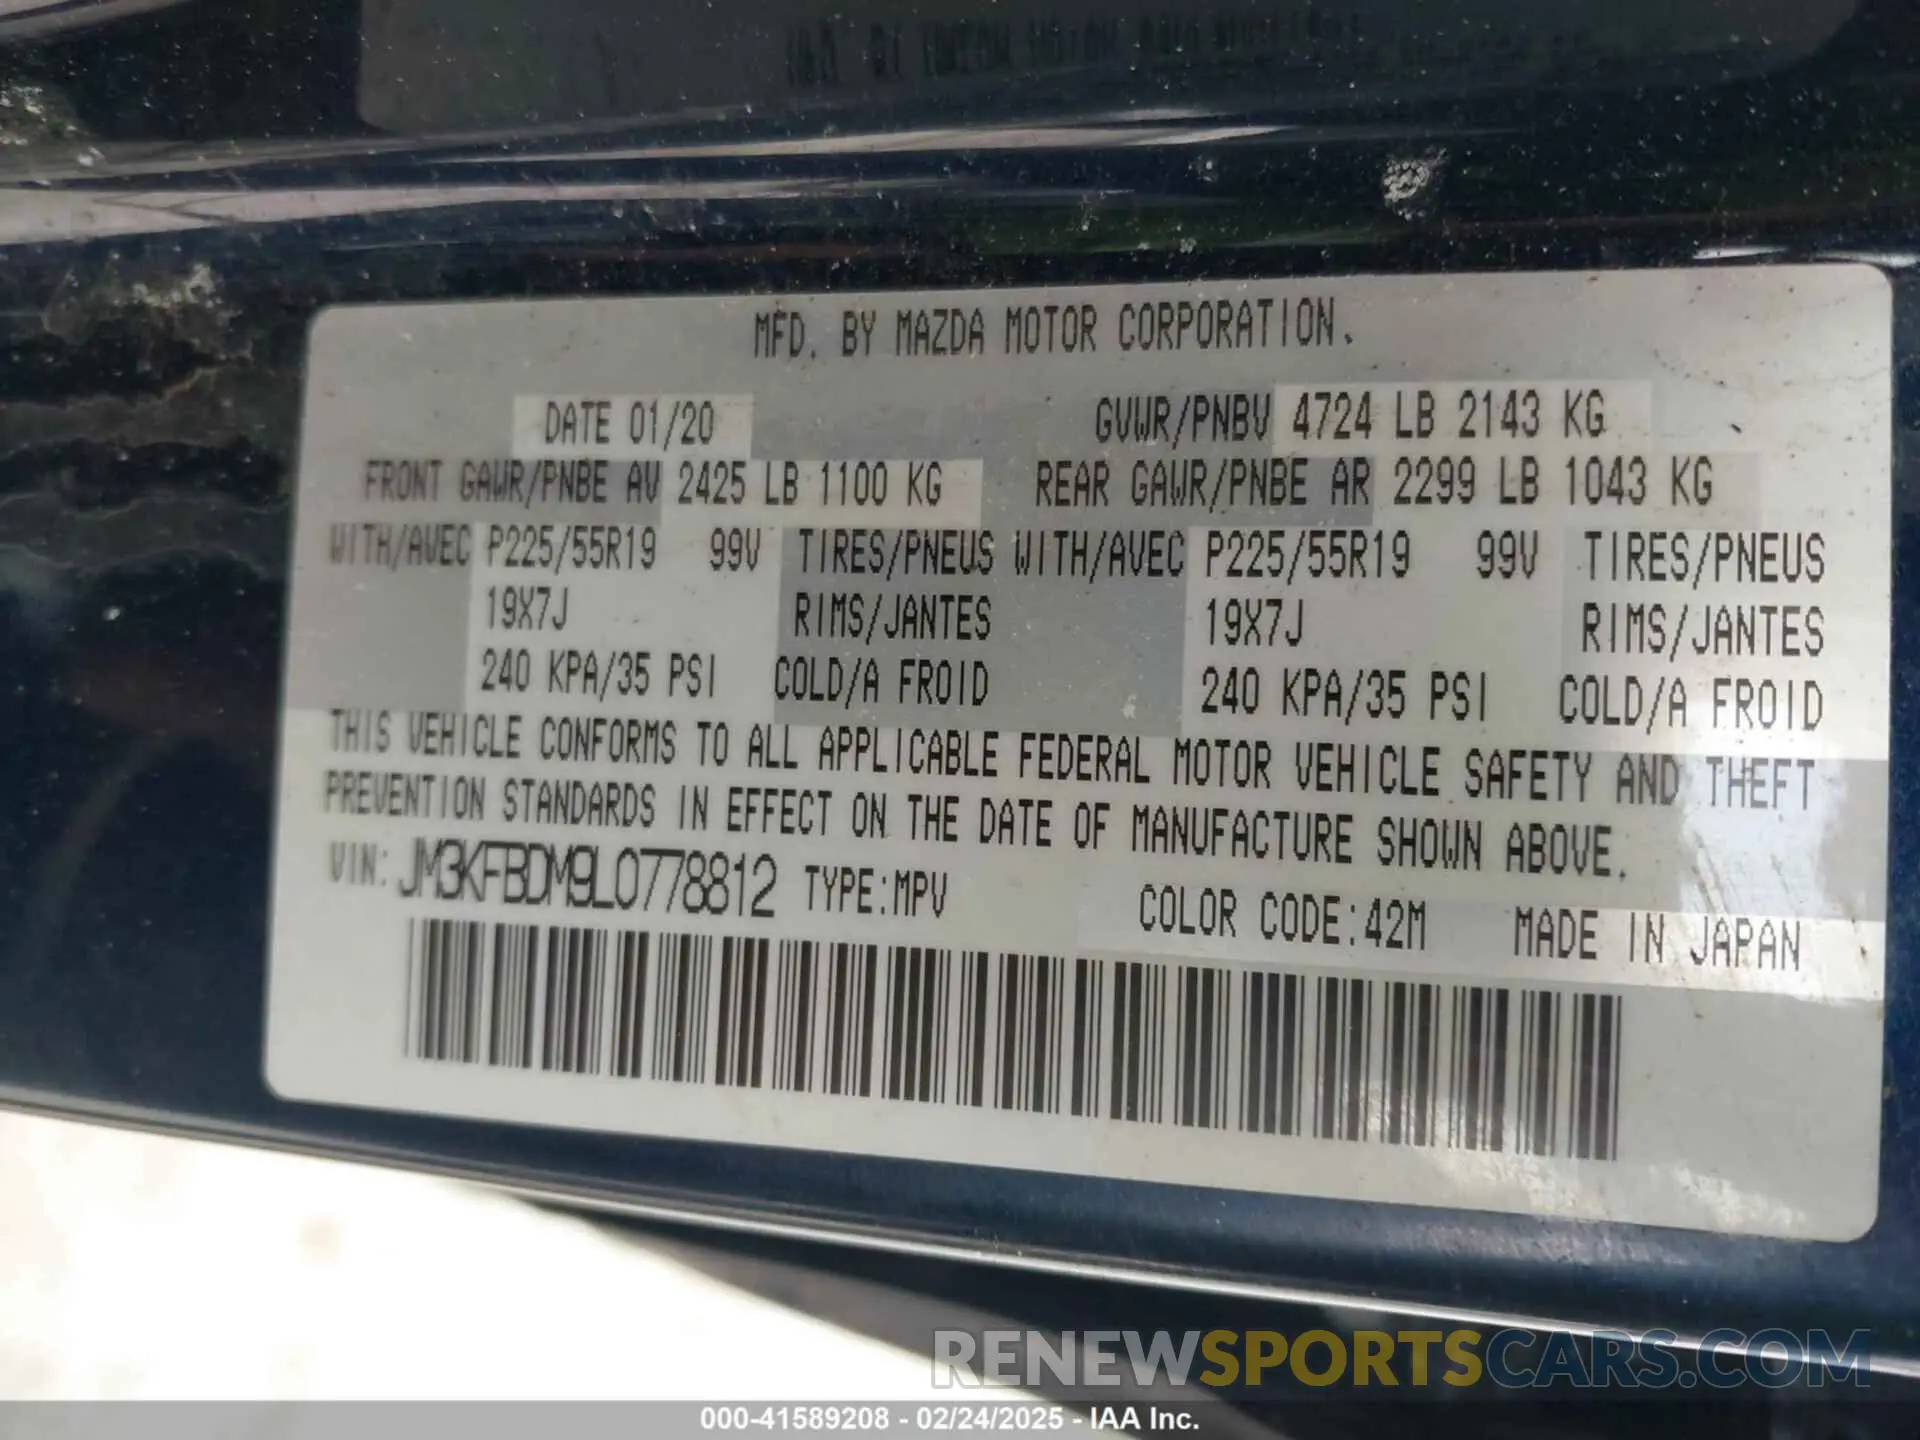 MFD. BY MAZDA MOTOR CORPORATION.
DATE 01/20 GVWR/PNBV 4724 LB 2143 KG
FRONT GAWR/PNBE AV 2425 LB 1100 KG REAR GAWR/PNBE AR 2299 LB 1043 KG
WITH/AVEC P225/55R19 99V TIRES/PNEUS WITH/AVEC P225/55R19 99V TIRES/PNEUS
19X7J RIMS/JANTES 19X7J RIMS/JANTES
240 KPA/35 PSI COLD/A FROID 240 KPA/35 PSI COLD/A FROID
THIS VEHICLE CONFORMS TO ALL APPLICABLE FEDERAL MOTOR VEHICLE SAFETY AND THEFT
PREVENTION STANDARDS IN EFFECT ON THE DATE OF MANUFACTURE SHOWN ABOVE.
VIN: JM3KFBDM9L0778812 TYPE:MPV COLOR CODE:42M MADE IN JAPAN
RENEWSPORTSCARS.COM
000-41589208 - 02/24/2025 - IAA Inc.